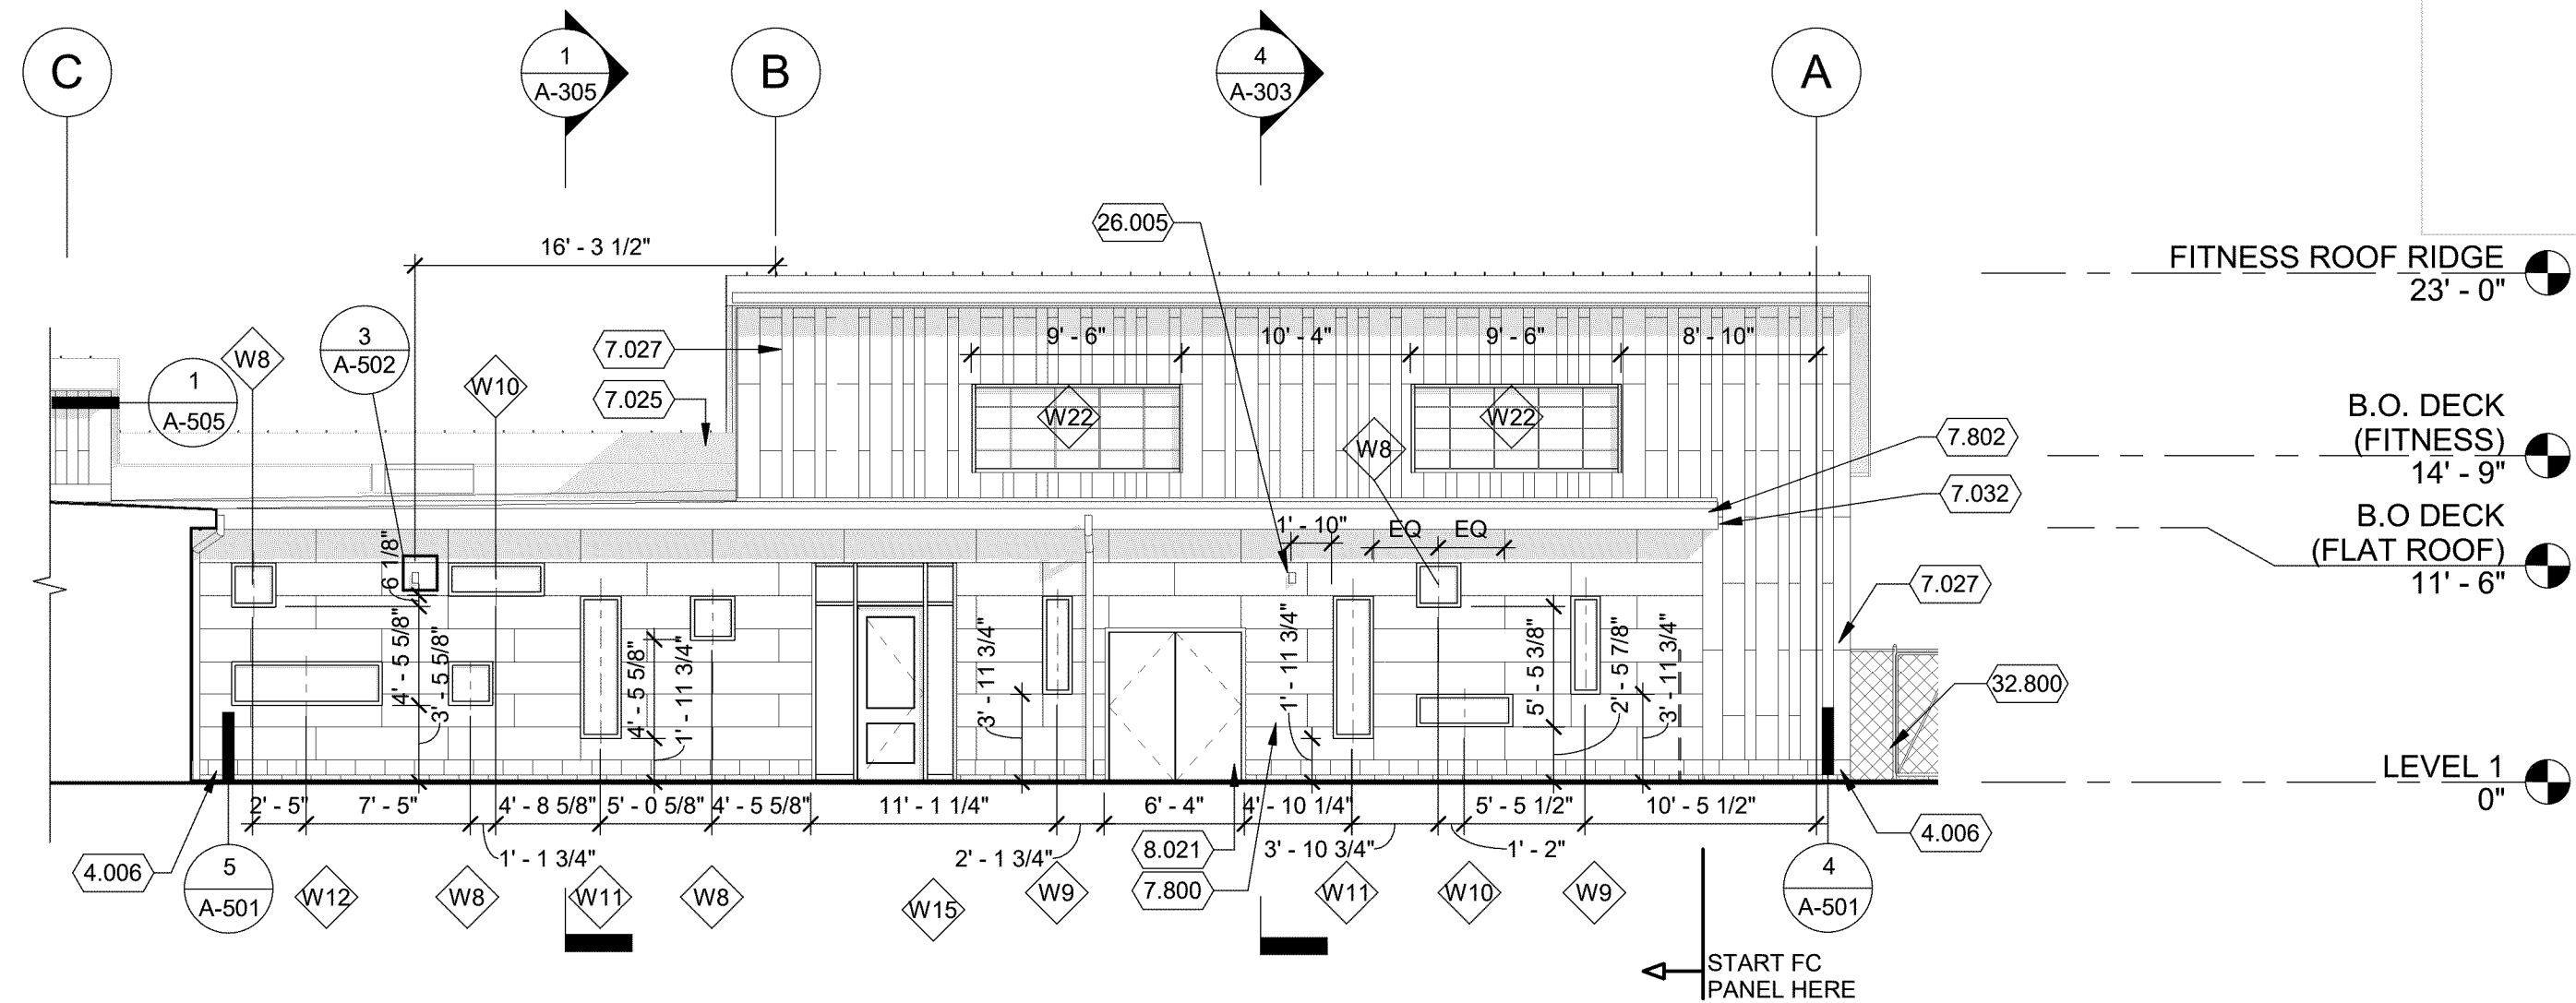 C
1
A-305
B
4
A-303
A
26.005
16' - 3 1/2"
FITNESS ROOF RIDGE
23' - 0"
3
A-502
W8
7.027
9' - 6"
10' - 4"
9' - 6"
8' - 10"
W10
1
A-505
7.025
W22
W22
W8
7.802
B.O. DECK
(FITNESS)
14' - 9"
7.032
B.O DECK
(FLAT ROOF)
11' - 6"
1' - 10"
EQ
EQ
6 1/8"
7.027
4' - 5 5/8"
3' - 5 5/8"
4' - 5 5/8"
1' - 11 3/4"
3' - 11 3/4"
1' - 11 3/4"
5' - 5 3/8"
2' - 5 7/8"
3' - 11 3/4"
32.800
LEVEL 1
0"
2' - 5"
7' - 5"
4' - 8 5/8"
5' - 0 5/8"
4' - 5 5/8"
11' - 1 1/4"
6' - 4"
4' - 10 1/4"
5' - 5 1/2"
10' - 5 1/2"
4.006
1' - 1 3/4"
2' - 1 3/4"
8.021
3' - 10 3/4"
1' - 2"
4.006
5
A-501
7.800
4
A-501
W12
W8
W11
W8
W15
W9
W11
W10
W9
START FC
PANEL HERE